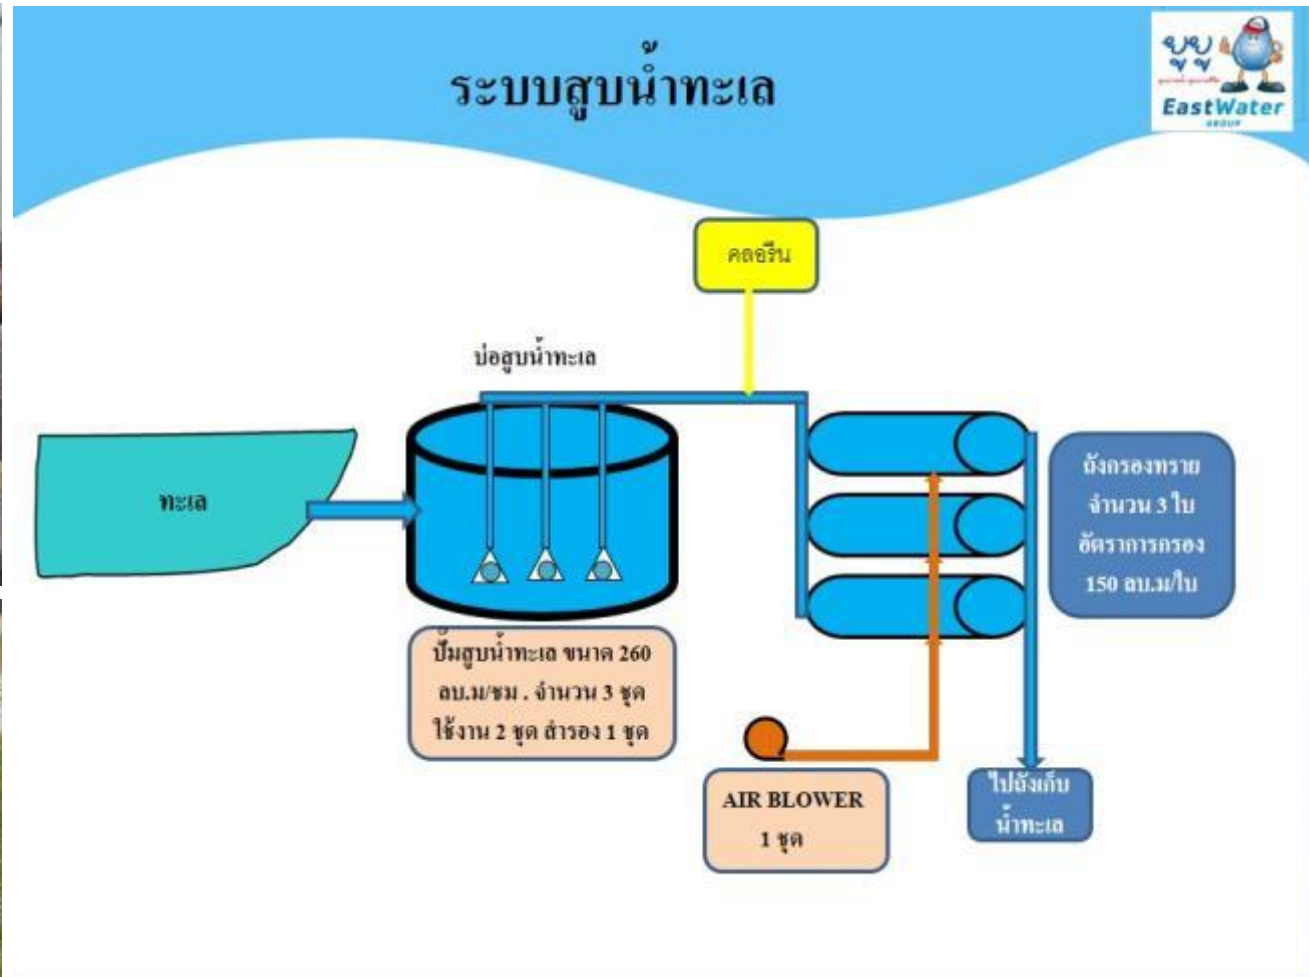 ระบบสูบน้ำทะเล
ยูยู
EastWater
GROUP
คลอรีน
บ่อสูบน้ำทะเล
ทะเล
ถังกรองทราย
จำนวน 3 ใบ
อัตราการกรอง
150 ลบ.ม/ใบ
ปั๊มสูบน้ำทะเล ขนาด 260
ลบ.ม/ชม . จำนวน 3 ชุด
ใช้งาน 2 ชุด สำรอง 1 ชุด
AIR BLOWER
1 ชุด
ไปถังเก็บ
น้ำทะเล